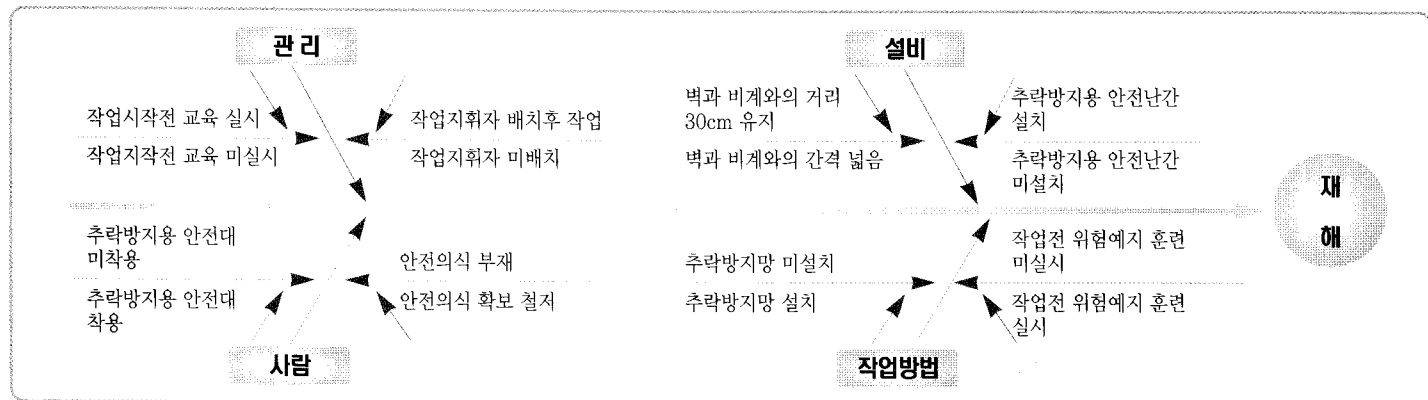 관 리
작업시작전 교육 실시
작업지작전 교육 미실시
작업지휘자 배치후 작업
작업지휘자 미배치
설비
벽과 비계와의 거리
30cm 유지
벽과 비계와의 간격 넓음
추락방지용 안전난간
설치
추락방지용 안전난간
미설치
재
해
추락방지용 안전대
미착용
추락방지용 안전대
착용
안전의식 부재
안전의식 확보 철저
사람
추락방지망 미설치
추락방지망 설치
작업전 위험예지 훈련
미실시
작업전 위험예지 훈련
실시
작업방법